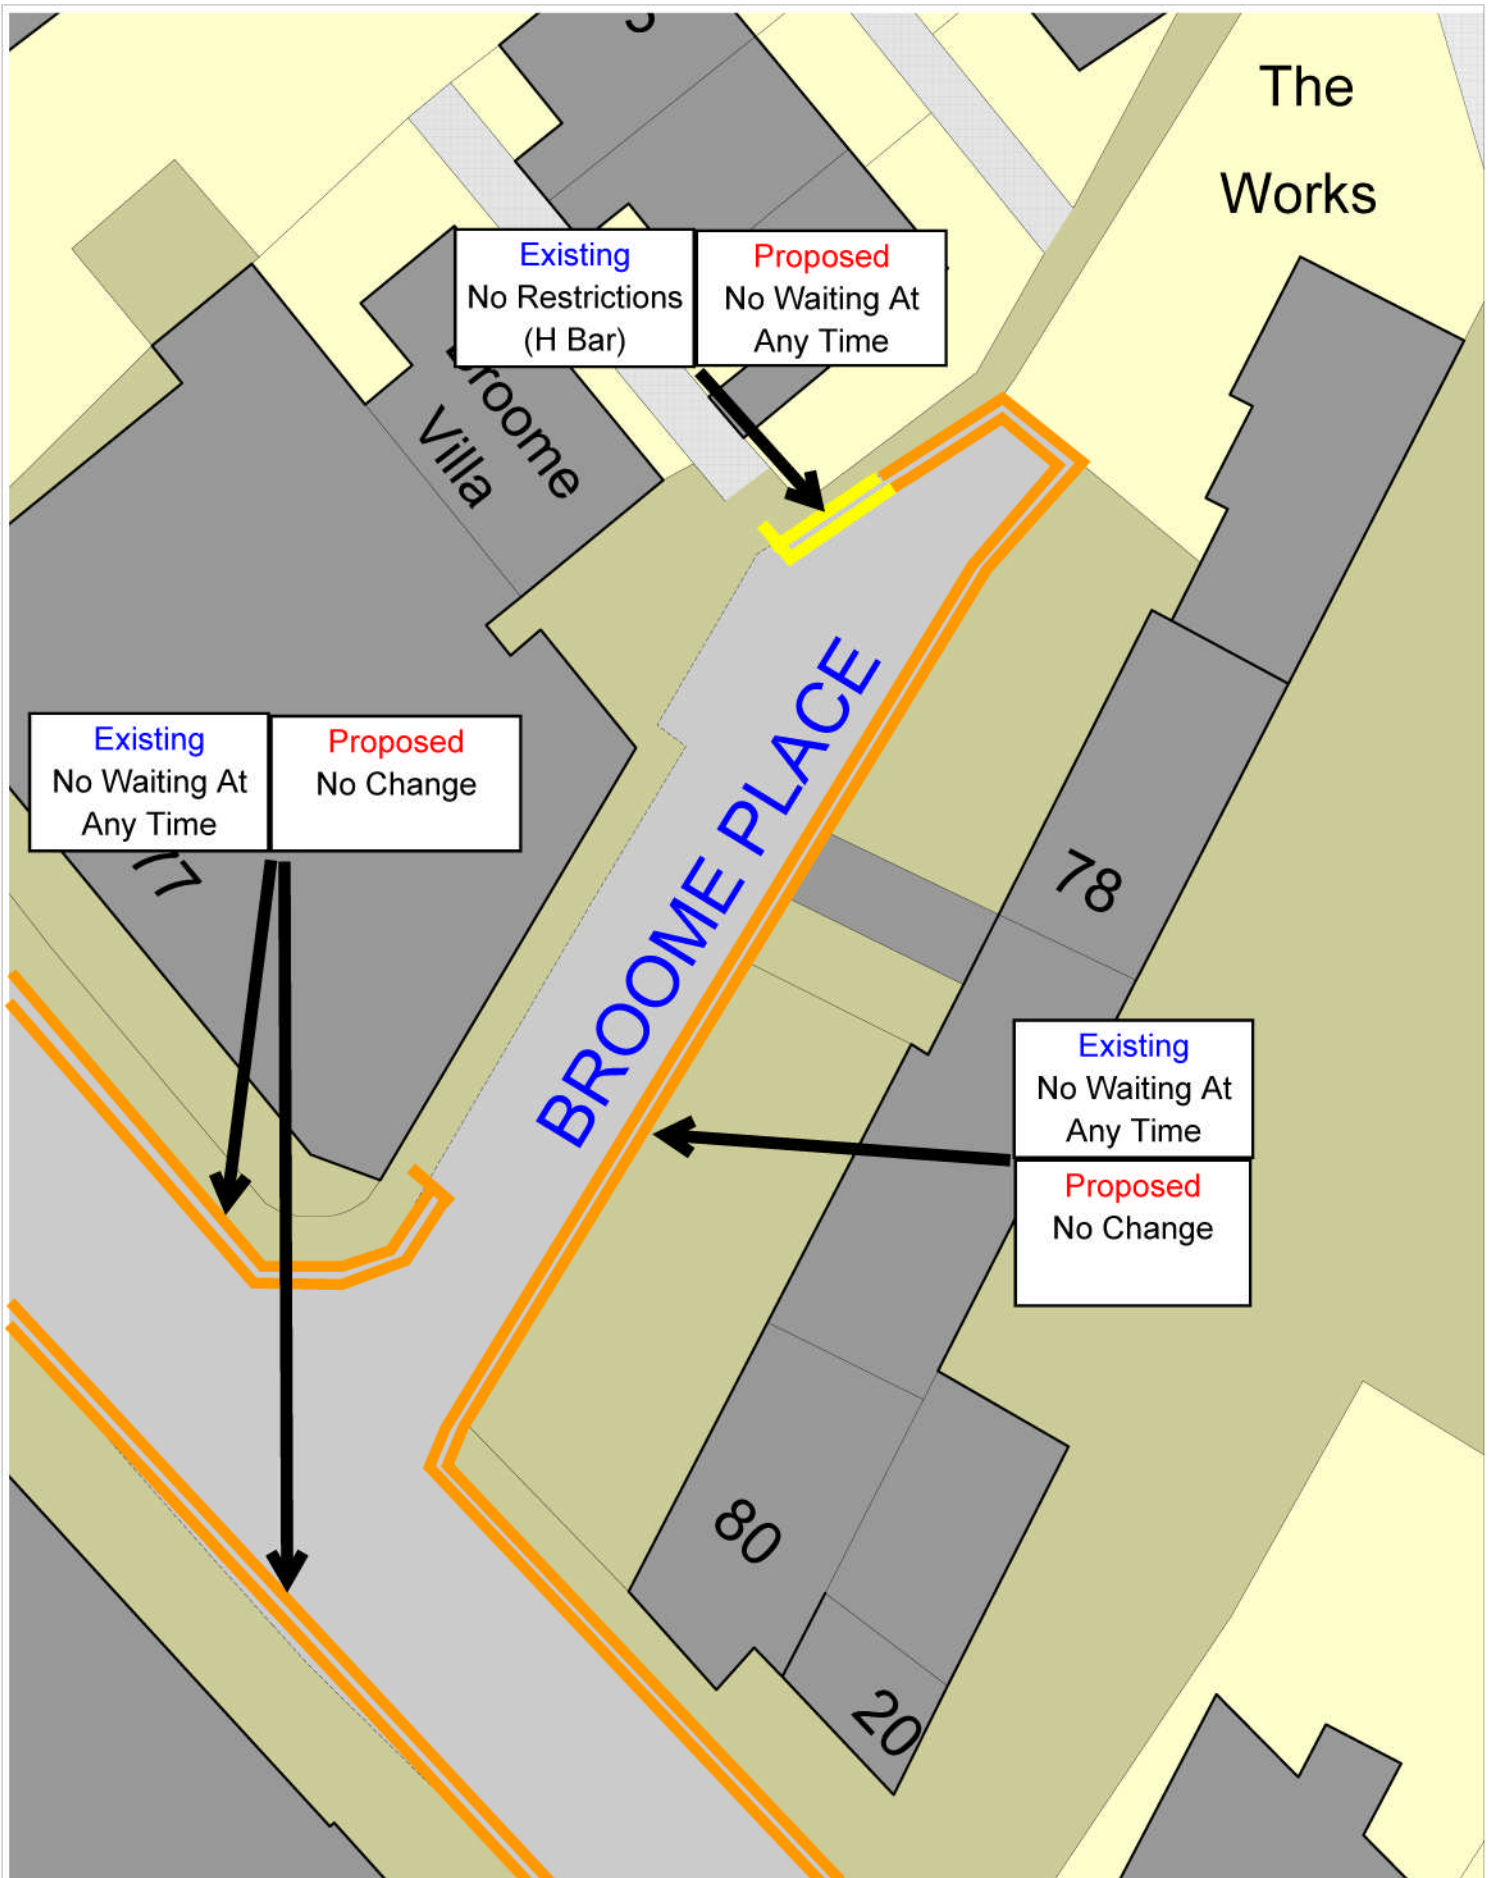 The
Works
Existing
No Restrictions
(H Bar)
Proposed
No Waiting At
Any Time
Villa
Existing
No Waiting At
Any Time
Proposed
No Change
77
BROOME PLACE
78
Existing
No Waiting At
Any Time
Proposed
No Change
80
20